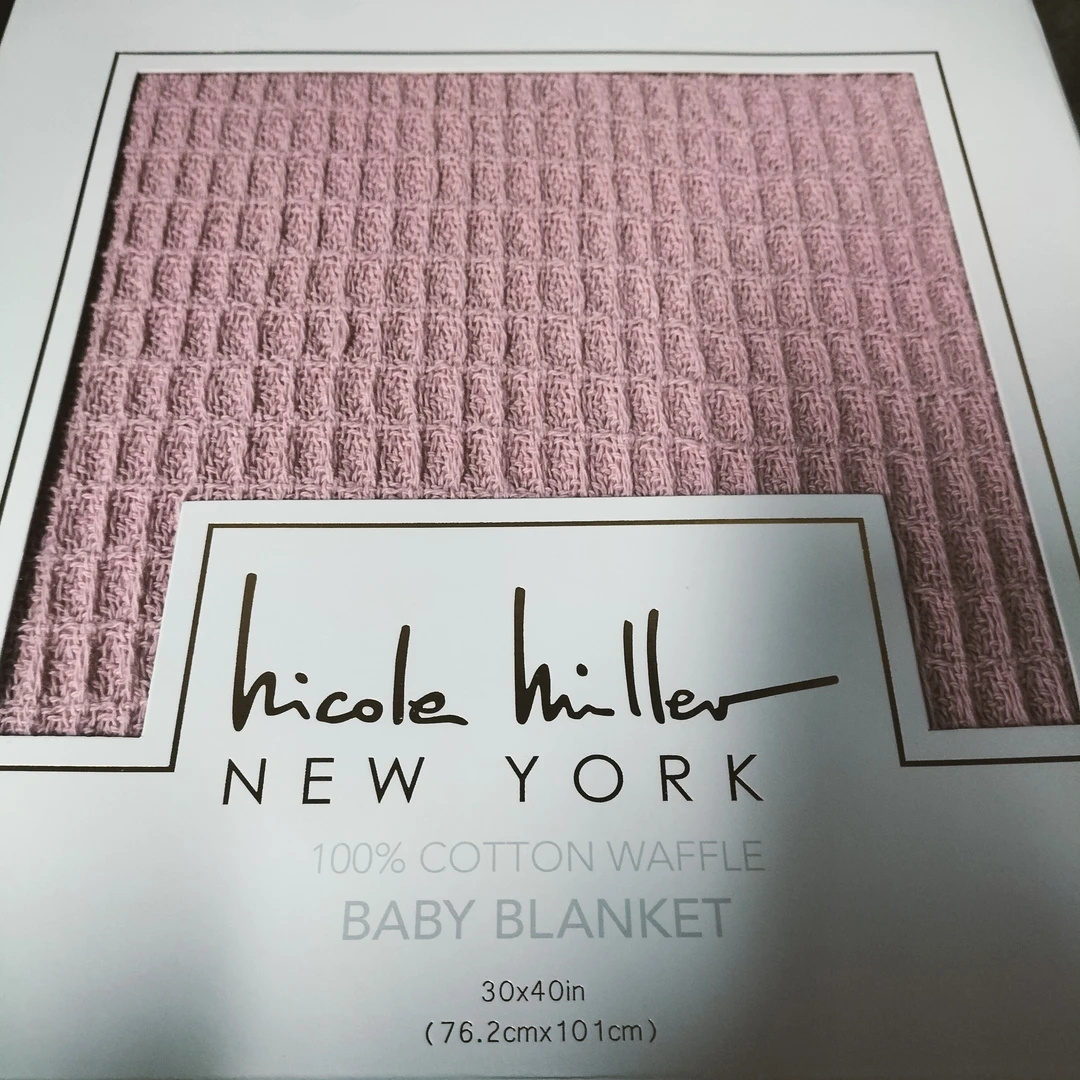 nicole miller
NEW YORK
100% COTTON WAFFLE
BABY BLANKET
30x40in
(76.2cmx101cm)